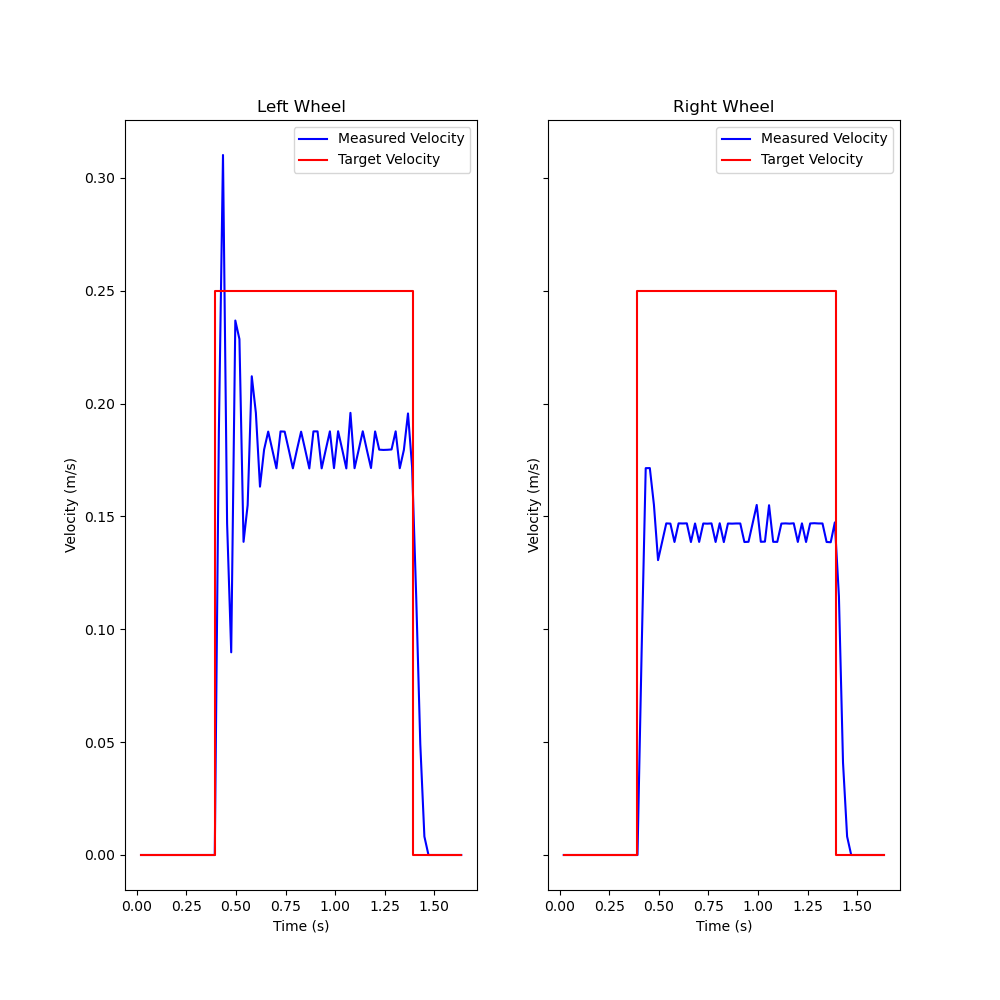 Left Wheel
Measured Velocity
Target Velocity
0.30
0.25
0.20
0.15
0.10
0.05
0.00
Velocity (m/s)
0.00 0.25 0.50 0.75 1.00 1.25 1.50
Time (s)
Right Wheel
Measured Velocity
Target Velocity
Velocity (m/s)
0.00 0.25 0.50 0.75 1.00 1.25 1.50
Time (s)